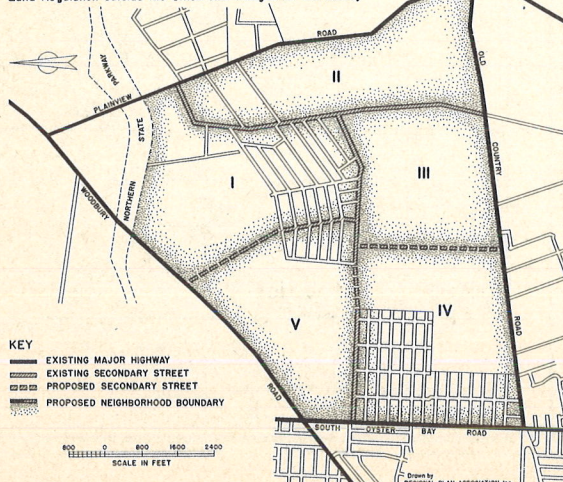 ROAD
OLD
PARKWAY
II
PLAINVIEW
STATE
COUNTRY
III
I
WOODBURY
NORTHERN
IV
V
ROAD
KEY
EXISTING MAJOR HIGHWAY
EXISTING SECONDARY STREET
PROPOSED SECONDARY STREET
PROPOSED NEIGHBORHOOD BOUNDARY
ROAD
SOUTH OYSTER BAY ROAD
800 0 800 1600 2400
SCALE IN FEET
Drawn by